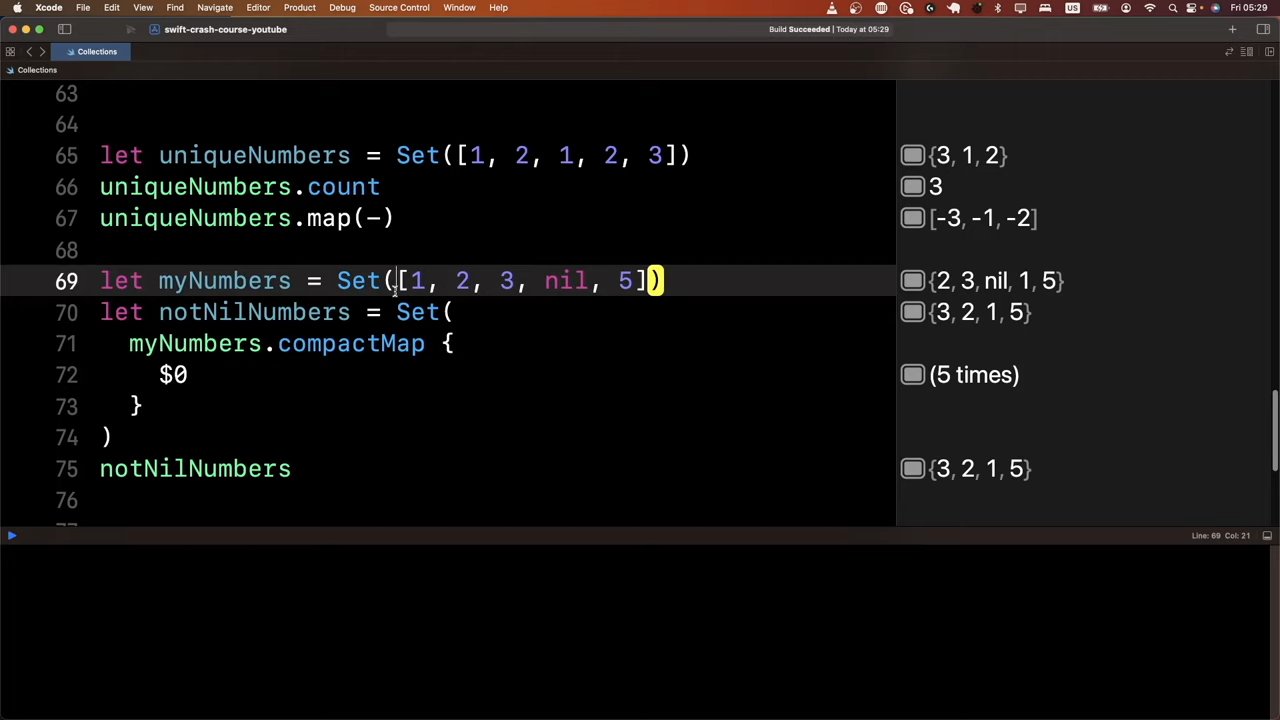 Xcode File Edit View Find Navigate Editor Product Debug Source Control Window Help US Fri 05:29
swift-crash-course-youtube Build Succeeded | Today at 05:29
Collections
Collections
63
64
65 let uniqueNumbers = Set([1, 2, 1, 2, 3]) {3, 1, 2}
66 uniqueNumbers.count 3
67 uniqueNumbers.map(-) [-3, -1, -2]
68
69 let myNumbers = Set([1, 2, 3, nil, 5]) {2, 3, nil, 1, 5}
70 let notNilNumbers = Set( {3, 2, 1, 5}
71 myNumbers.compactMap {
72 $0 (5 times)
73 }
74 )
75 notNilNumbers {3, 2, 1, 5}
76
Line: 69 Col: 21